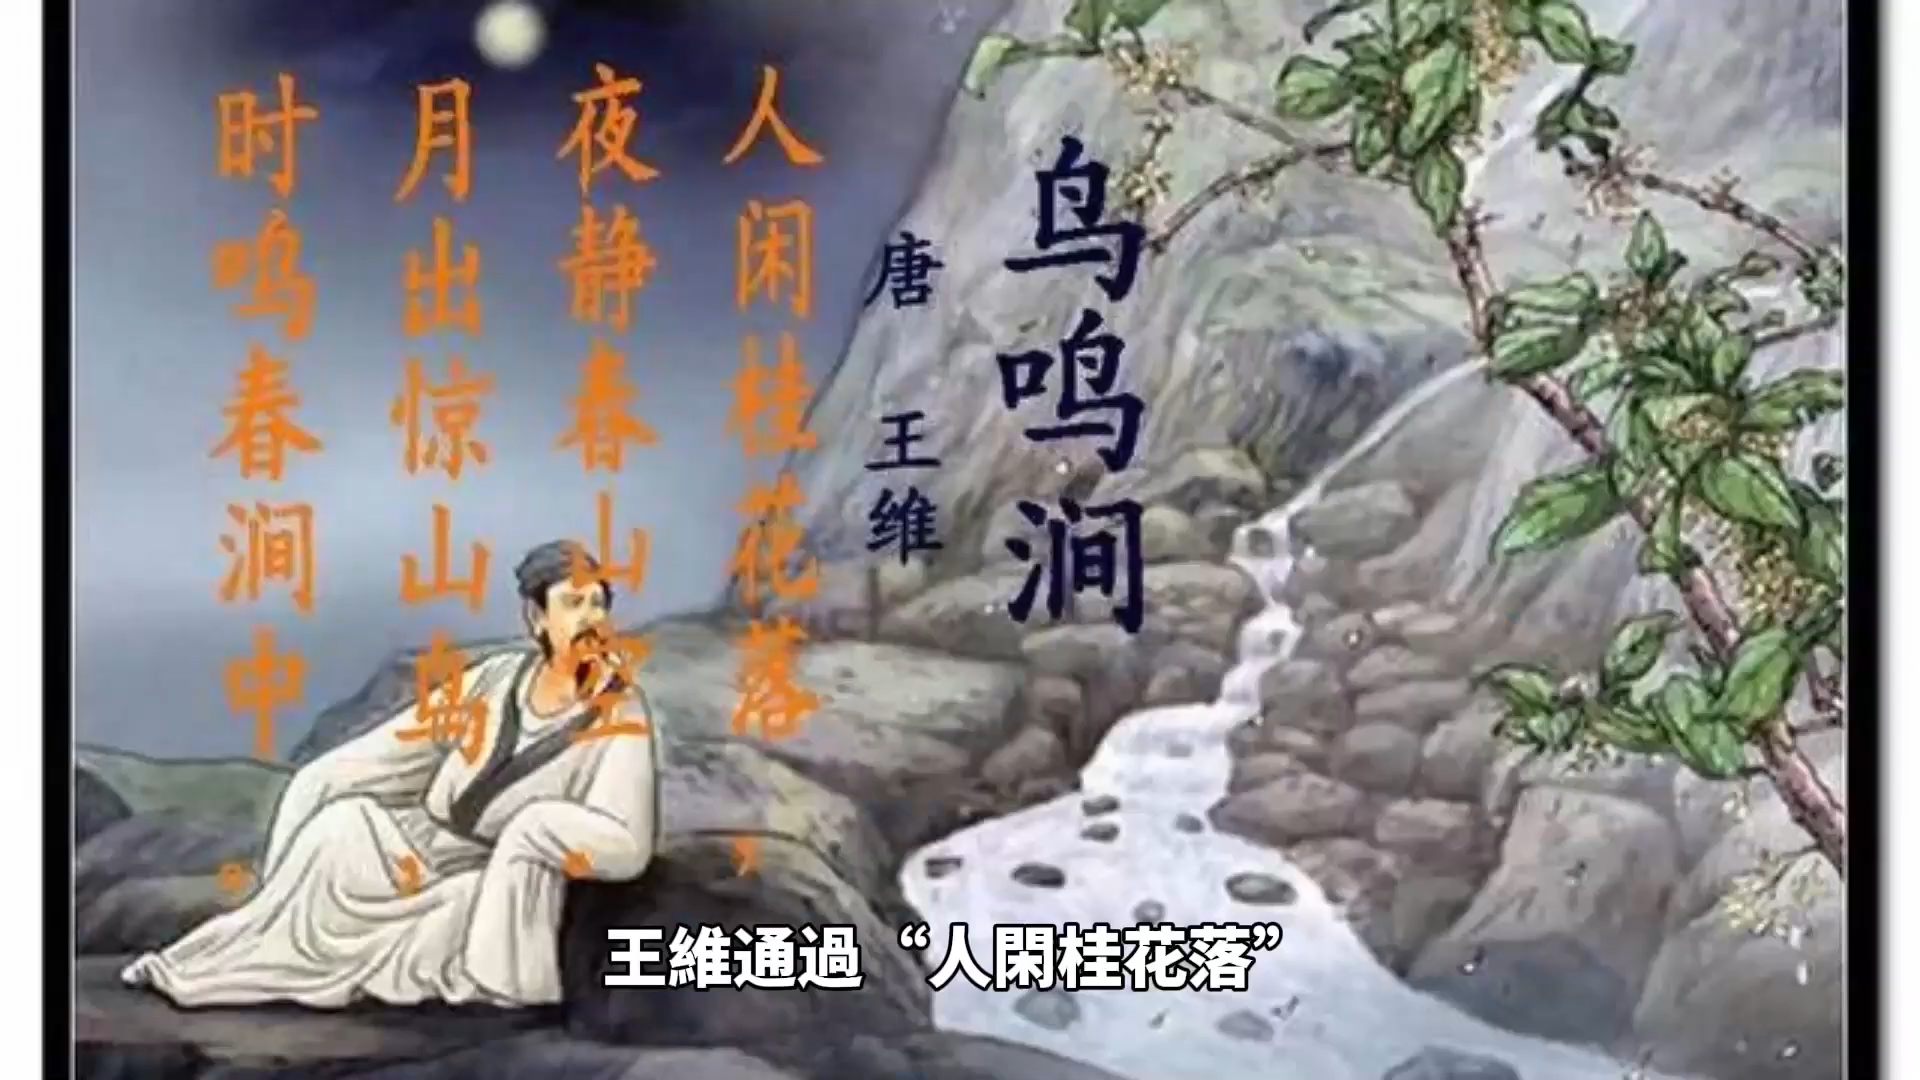 鸟鸣涧
唐 王维
人闲桂花落，
夜静春山空。
月出惊山鸟，
时鸣春涧中。
王維通過“人閑桂花落”